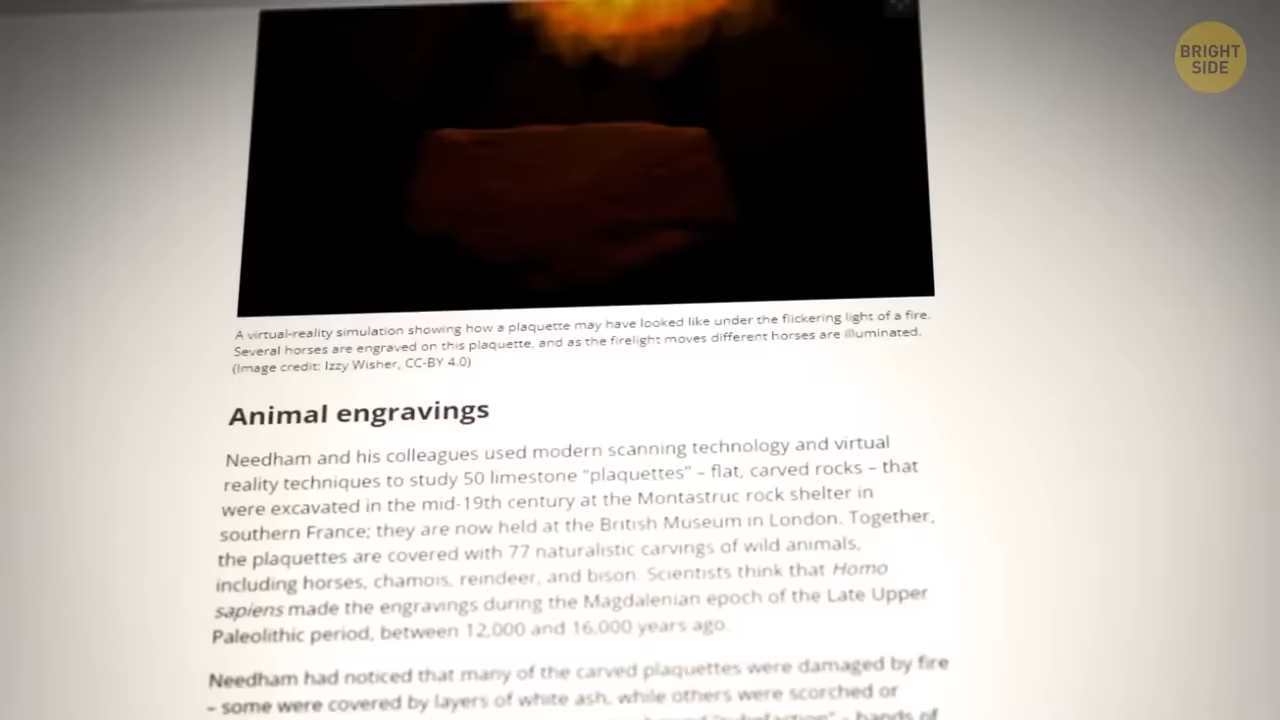 BRIGHT
SIDE
A virtual-reality simulation showing how a plaquette may have looked like under the flickering light of a fire.
Several horses are engraved on this plaquette, and as the firelight moves different horses are illuminated.
(Image credit: Izzy Wisher, CC-BY 4.0)
Animal engravings
Needham and his colleagues used modern scanning technology and virtual
reality techniques to study 50 limestone “plaquettes” – flat, carved rocks – that
were excavated in the mid-19th century at the Montastruc rock shelter in
southern France; they are now held at the British Museum in London. Together,
the plaquettes are covered with 77 naturalistic carvings of wild animals,
including horses, chamois, reindeer, and bison. Scientists think that Homo
sapiens made the engravings during the Magdalenian epoch of the Late Upper
Paleolithic period, between 12,000 and 16,000 years ago.
Needham had noticed that many of the carved plaquettes were damaged by fire
– some were covered by layers of white ash, while others were scorched or
– bands of